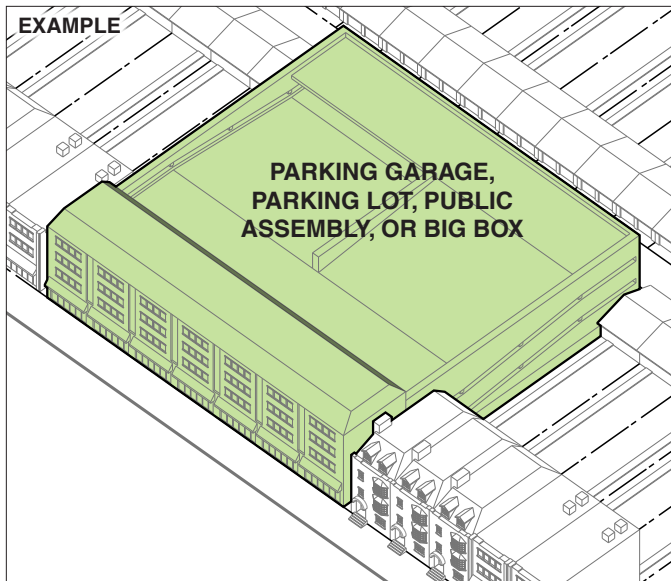 EXAMPLE
PARKING GARAGE,
PARKING LOT, PUBLIC
ASSEMBLY, OR BIG BOX